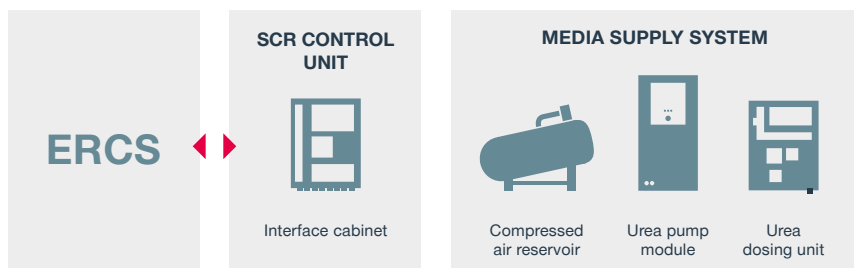 ERCS
SCR CONTROL
UNIT
Interface cabinet
MEDIA SUPPLY SYSTEM
Compressed
air reservoir
Urea pump
module
Urea
dosing unit